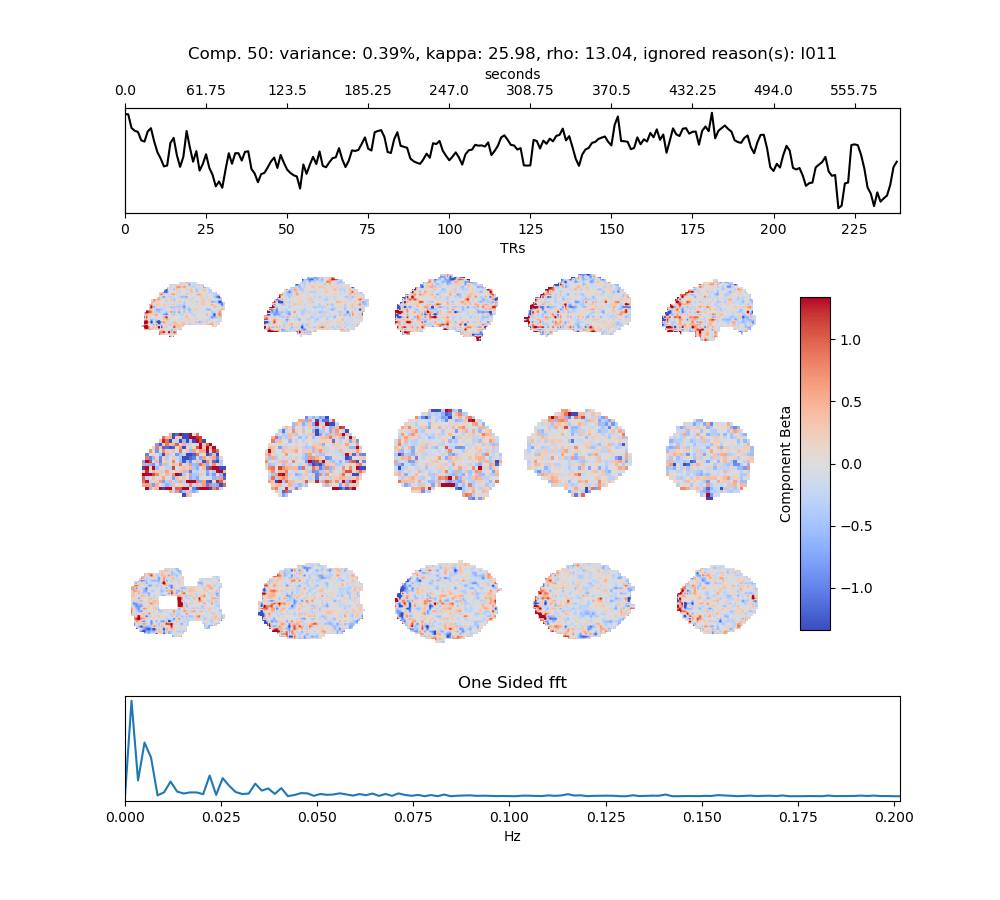 Comp. 50: variance: 0.39%, kappa: 25.98, rho: 13.04, ignored reason(s): I011
seconds
0.0 61.75 123.5 185.25 247.0 308.75 370.5 432.25 494.0 555.75
0 25 50 75 100 125 150 175 200 225
TRs
1.0
0.5
0.0
−0.5
−1.0
Component Beta
One Sided fft
0.000 0.025 0.050 0.075 0.100 0.125 0.150 0.175 0.200
Hz